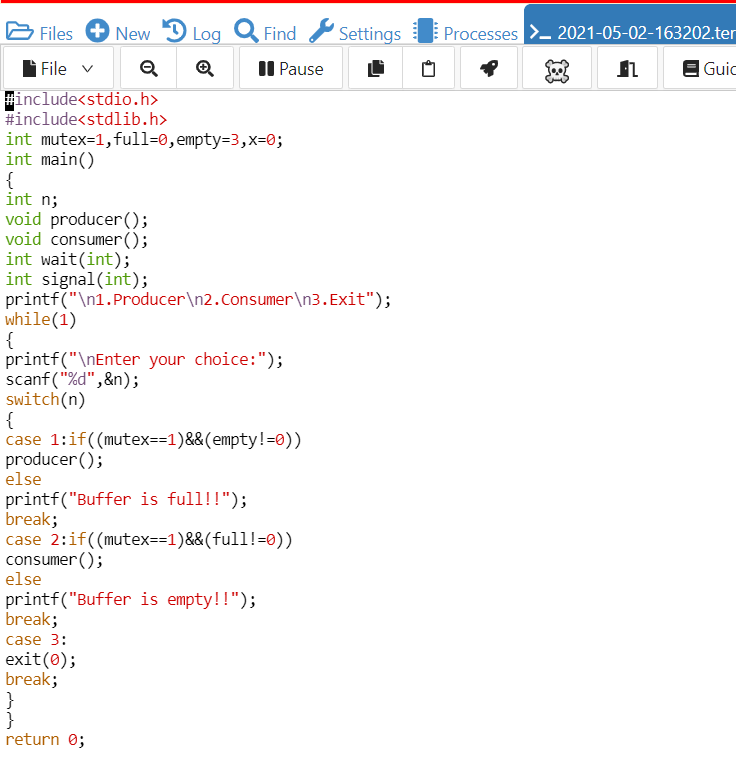 Files New Log Find Settings Processes 2021-05-02-163202.ter
File Pause Guid
#include<stdio.h>
#include<stdlib.h>
int mutex=1,full=0,empty=3,x=0;
int main()
{
int n;
void producer();
void consumer();
int wait(int);
int signal(int);
printf("\n1.Producer\n2.Consumer\n3.Exit");
while(1)
{
printf("\nEnter your choice:");
scanf("%d",&n);
switch(n)
{
case 1:if((mutex==1)&&(empty!=0))
producer();
else
printf("Buffer is full!!");
break;
case 2:if((mutex==1)&&(full!=0))
consumer();
else
printf("Buffer is empty!!");
break;
case 3:
exit(0);
break;
}
}
return 0;